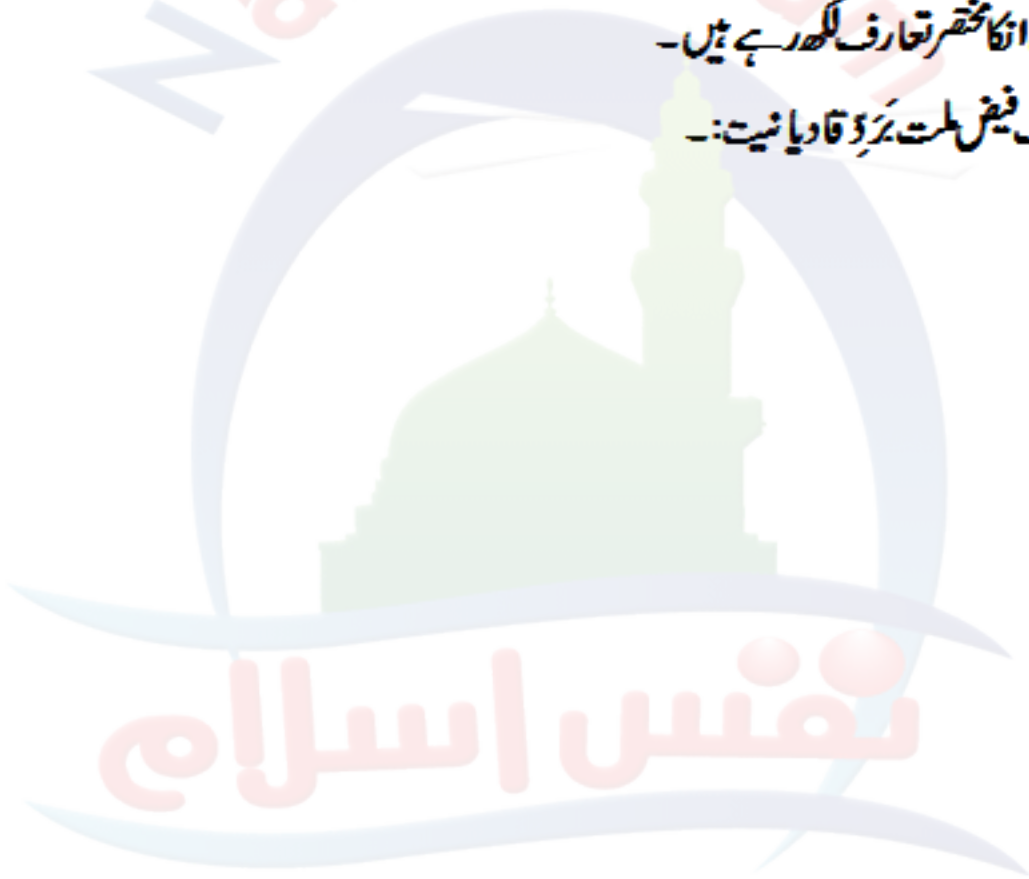 انکا مختصر تعارف لکھ رہے ہیں۔
فیض ملت بَرَدِّ قادیانیت:۔
نفس اسلام